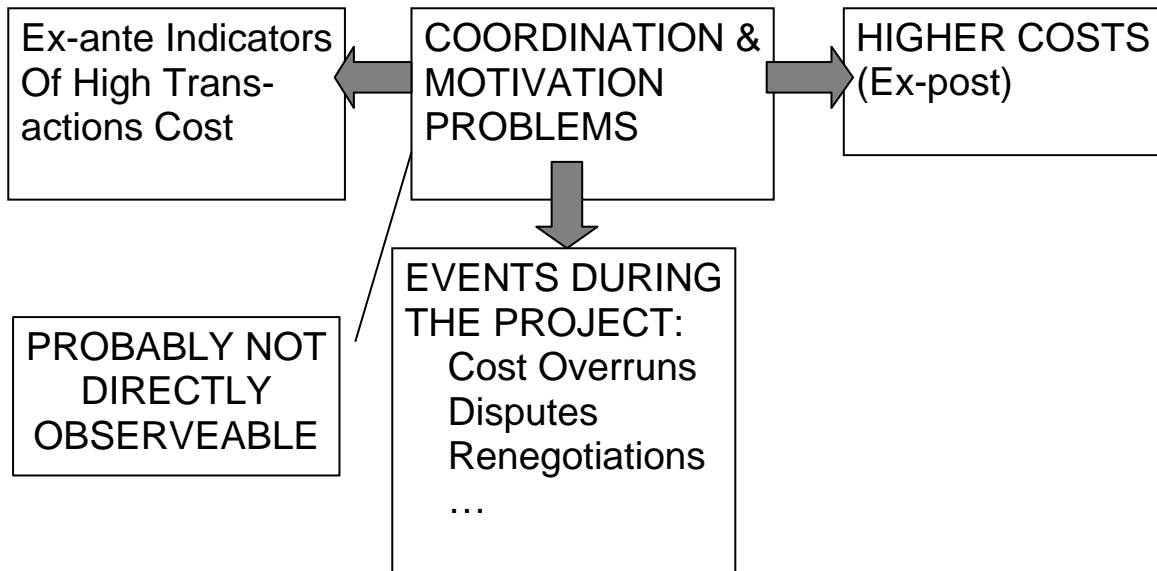 Ex-ante Indicators
Of High Trans-
actions Cost
COORDINATION &
MOTIVATION
PROBLEMS
HIGHER COSTS
(Ex-post)
EVENTS DURING
THE PROJECT:
Cost Overruns
Disputes
Renegotiations
…
PROBABLY NOT
DIRECTLY
OBSERVEABLE